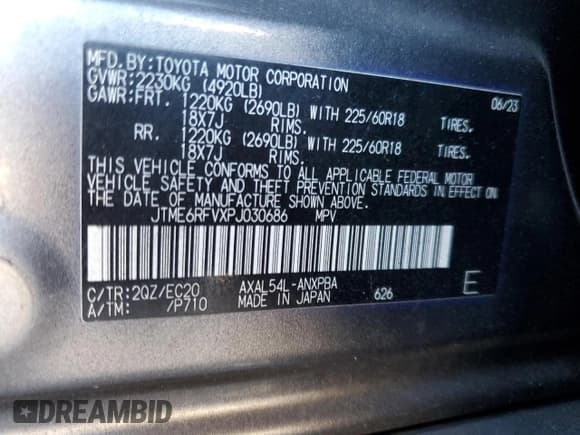 MFD.BY:TOYOTA MOTOR CORPORATION 06/23
GVWR:2230KG (4920LB)
GAWR:FRT. 1220KG (2690LB) WITH 225/60R18 TIRES.
18X7J RIMS.
RR. 1220KG (2690LB) WITH 225/60R18 TIRES.
18X7J RIMS.
THIS VEHICLE CONFORMS TO ALL APPLICABLE FEDERAL MOTOR
VEHICLE SAFETY AND THEFT PREVENTION STANDARDS IN EFFECT ON
THE DATE OF MANUFACTURE SHOWN ABOVE.
JTME6RFVXPJ030686 MPV
C/TR:2QZ/EC20 AXAL54L-ANXPBA E
A/TM: /P710 MADE IN JAPAN 626
DREAMBID